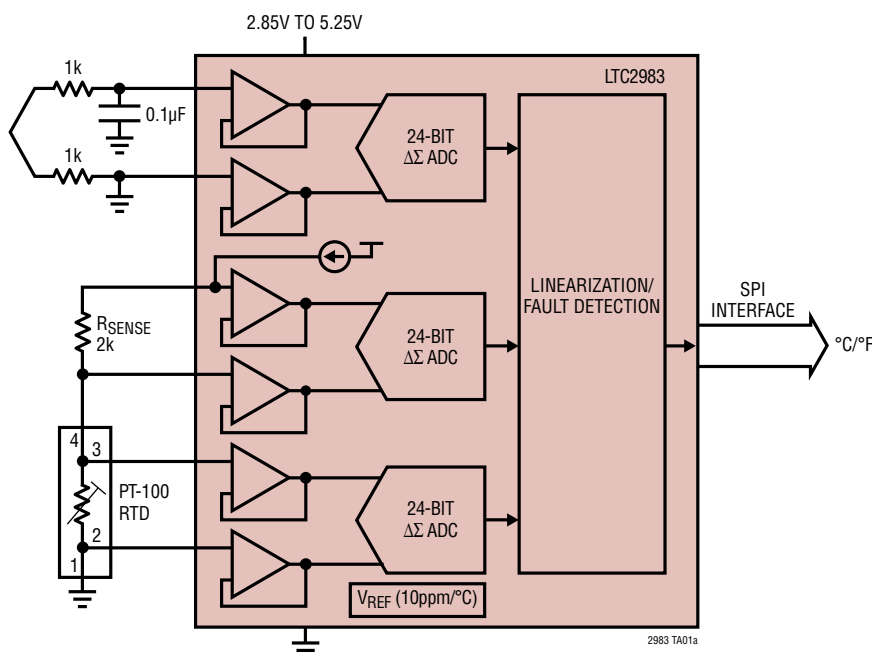 2.85V TO 5.25V
LTC2983
1k
0.1µF
1k
24-BIT
ΔΣ ADC
LINEARIZATION/
FAULT DETECTION
SPI
INTERFACE
°C/°F
RSENSE
2k
24-BIT
ΔΣ ADC
4
3
PT-100
RTD
2
1
24-BIT
ΔΣ ADC
VREF (10ppm/°C)
2983 TA01a